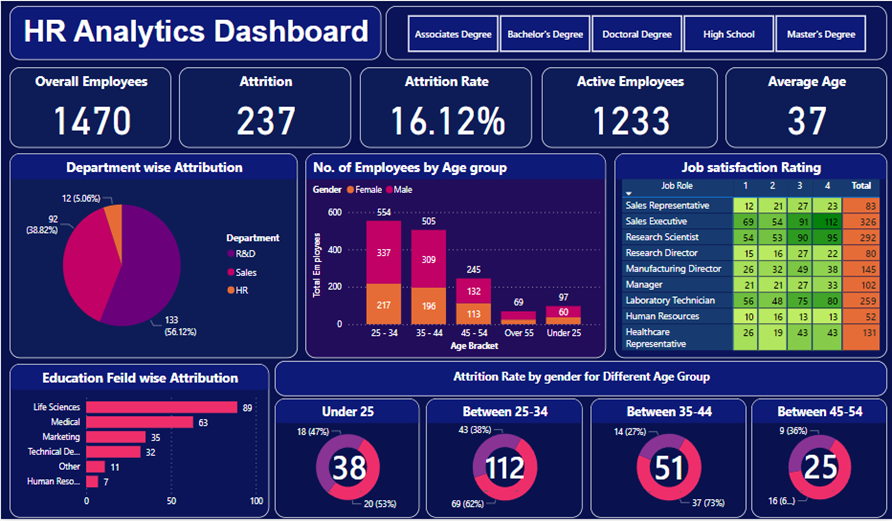 HR Analytics Dashboard
Associates Degree
Bachelor's Degree
Doctoral Degree
High School
Master's Degree
Overall Employees
1470
Attrition
237
Attrition Rate
16.12%
Active Employees
1233
Average Age
37
Department wise Attribution
12 (5.06%)
92
(38.82%)
133
(56.12%)
Department
R&D
Sales
HR
No. of Employees by Age group
Gender Female Male
Total Employees
600
400
200
0
554
337
217
505
309
196
245
132
113
69
97
60
25 - 34
35 - 44
45 - 54
Over 55
Under 25
Age Bracket
Job satisfaction Rating
Job Role 1 2 3 4 Total
Sales Representative 12 21 27 23 83
Sales Executive 69 54 91 112 326
Research Scientist 54 53 90 95 292
Research Director 15 16 27 22 80
Manufacturing Director 26 32 49 38 145
Manager 21 21 27 33 102
Laboratory Technician 56 48 75 80 259
Human Resources 10 16 13 13 52
Healthcare
Representative 26 19 43 43 131
Education Feild wise Attribution
Life Sciences 89
Medical 63
Marketing 35
Technical De... 32
Other 11
Human Reso... 7
0 50 100
Attrition Rate by gender for Different Age Group
Under 25
18 (47%)
38
20 (53%)
Between 25-34
43 (38%)
112
69 (62%)
Between 35-44
14 (27%)
51
37 (73%)
Between 45-54
9 (36%)
25
16 (6...)